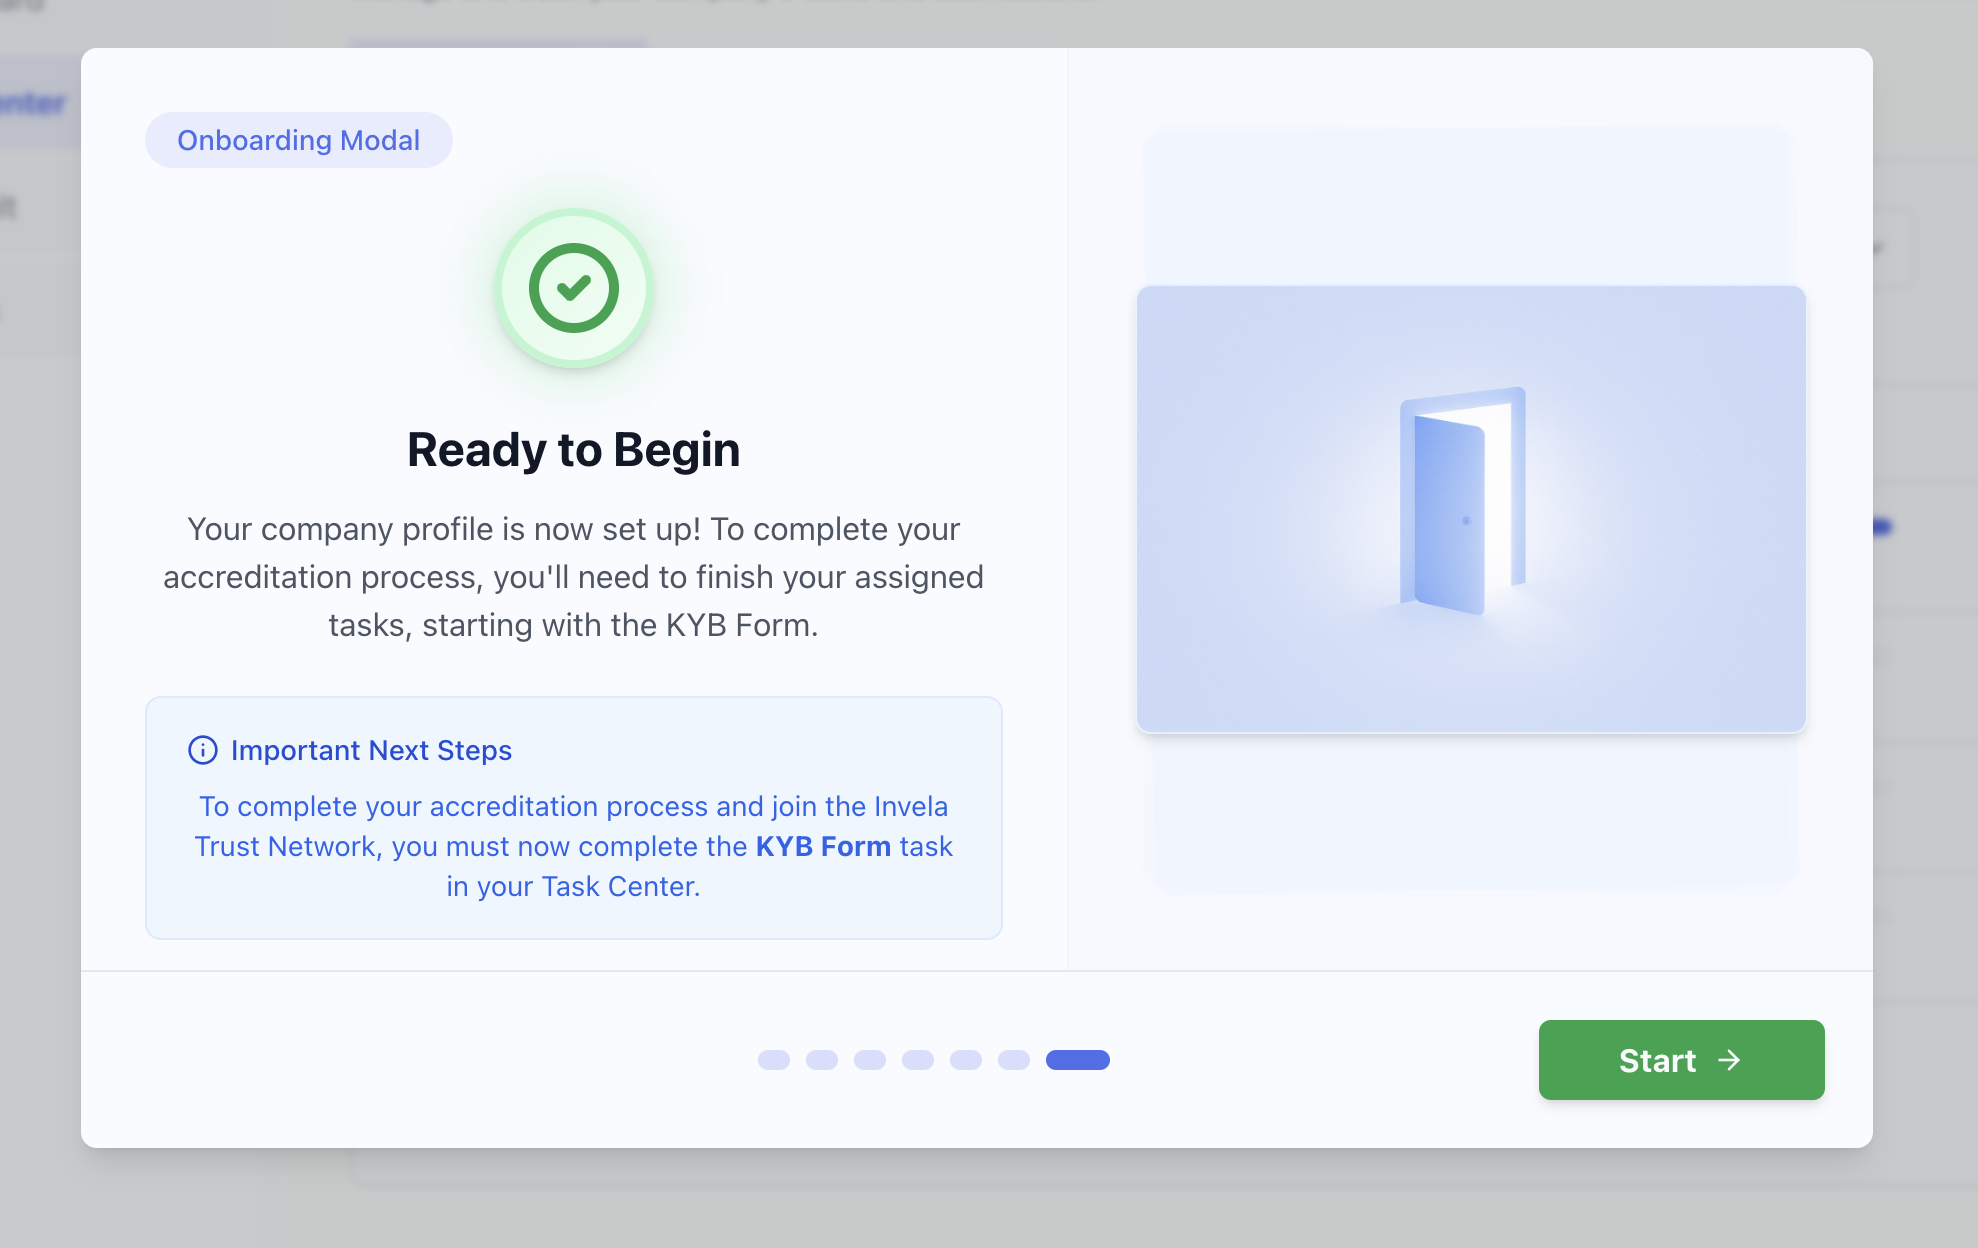 Onboarding Modal
Ready to Begin
Your company profile is now set up! To complete your
accreditation process, you'll need to finish your assigned
tasks, starting with the KYB Form.
Important Next Steps
To complete your accreditation process and join the Invela
Trust Network, you must now complete the KYB Form task
in your Task Center.
Start